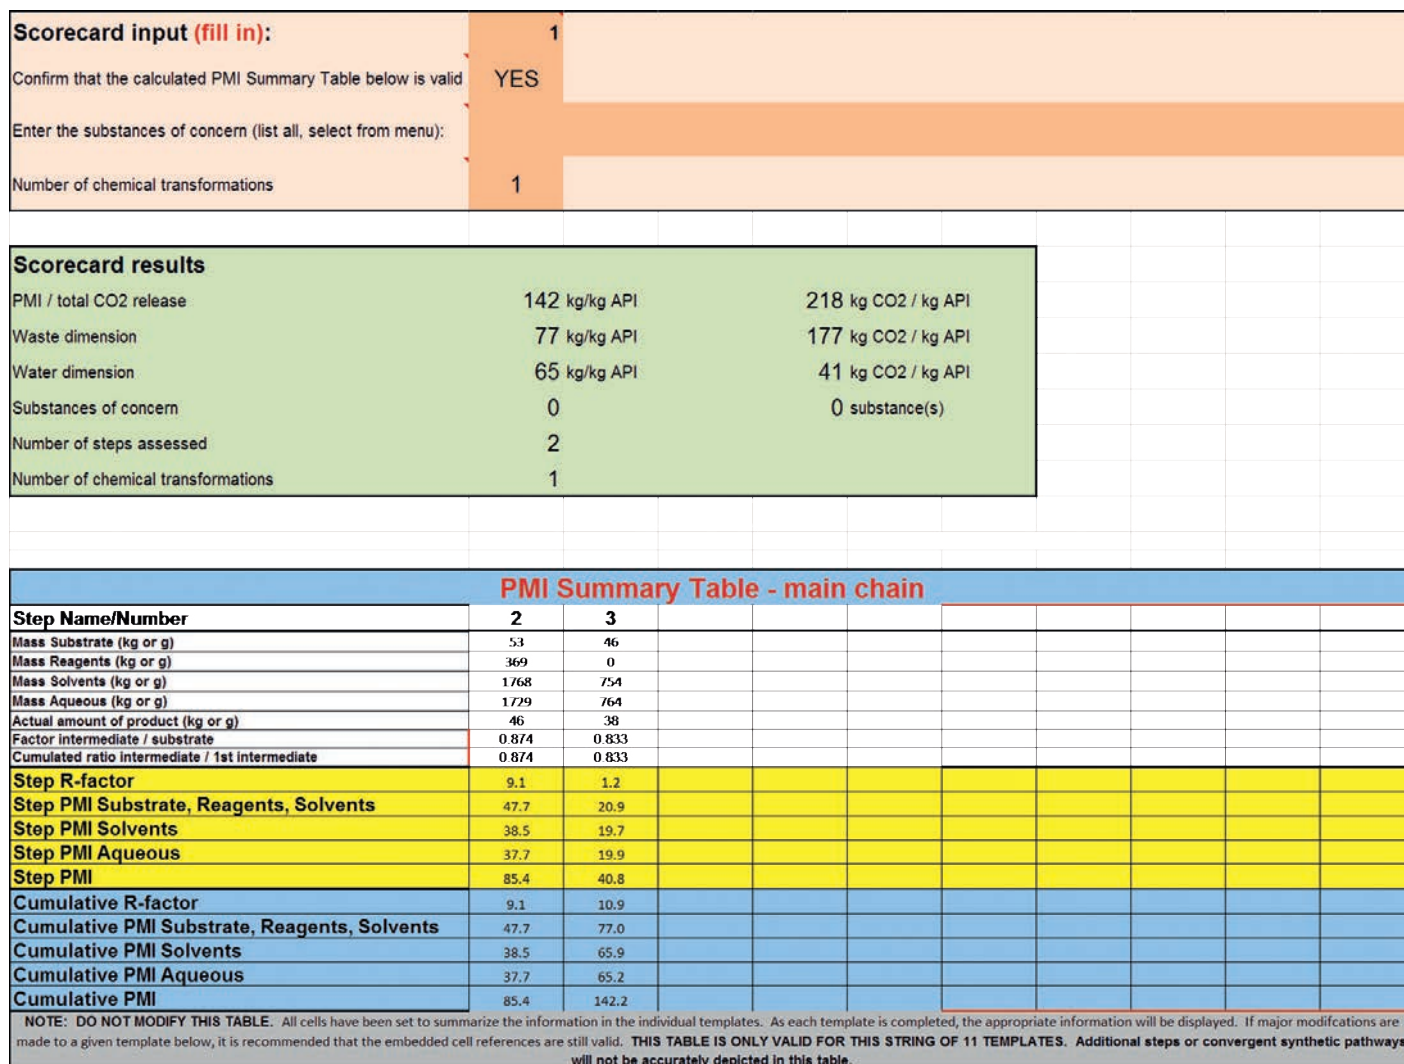 Scorecard input (fill in): 1
Confirm that the calculated PMI Summary Table below is valid YES
Enter the substances of concern (list all, select from menu):
Number of chemical transformations 1
Scorecard results
PMI / total CO2 release 142 kg/kg API 218 kg CO2 / kg API
Waste dimension 77 kg/kg API 177 kg CO2 / kg API
Water dimension 65 kg/kg API 41 kg CO2 / kg API
Substances of concern 0 0 substance(s)
Number of steps assessed 2
Number of chemical transformations 1
PMI Summary Table - main chain
Step Name/Number 2 3
Mass Substrate (kg or g) 53 46
Mass Reagents (kg or g) 369 0
Mass Solvents (kg or g) 1768 754
Mass Aqueous (kg or g) 1729 764
Actual amount of product (kg or g) 46 38
Factor intermediate / substrate 0.874 0.833
Cumulated ratio intermediate / 1st intermediate 0.874 0.833
Step R-factor 9.1 1.2
Step PMI Substrate, Reagents, Solvents 47.7 20.9
Step PMI Solvents 38.5 19.7
Step PMI Aqueous 37.7 19.9
Step PMI 85.4 40.8
Cumulative R-factor 9.1 10.9
Cumulative PMI Substrate, Reagents, Solvents 47.7 77.0
Cumulative PMI Solvents 38.5 65.9
Cumulative PMI Aqueous 37.7 65.2
Cumulative PMI 85.4 142.2
NOTE: DO NOT MODIFY THIS TABLE. All cells have been set to summarize the information in the individual templates. As each template is completed, the appropriate information will be displayed. If major modifcations are
made to a given template below, it is recommended that the embedded cell references are still valid. THIS TABLE IS ONLY VALID FOR THIS STRING OF 11 TEMPLATES. Additional steps or convergent synthetic pathways
will not be accurately depicted in this table.